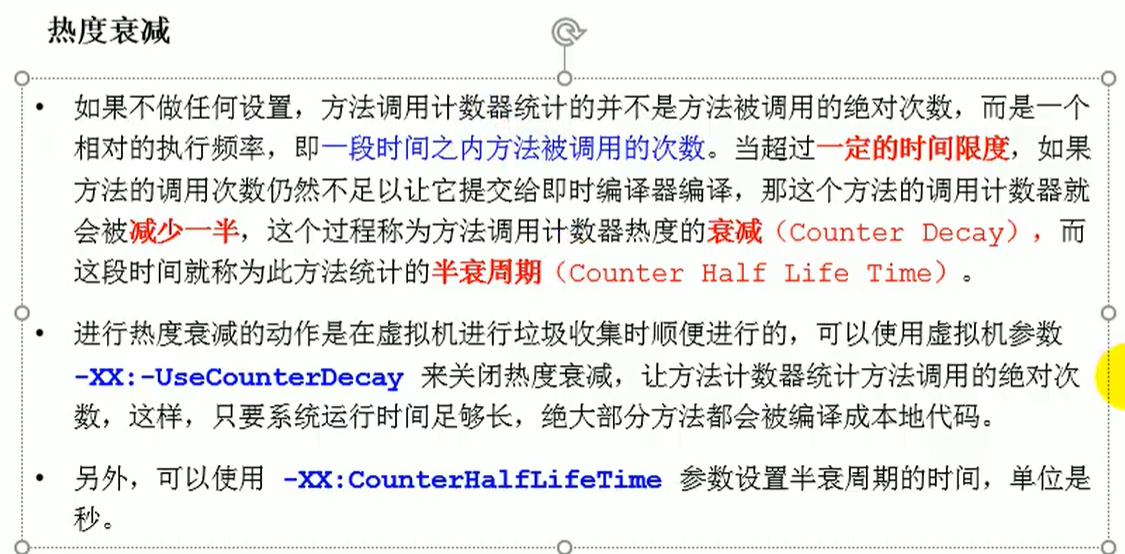 热度衰减
• 如果不做任何设置，方法调用计数器统计的并不是方法被调用的绝对次数，而是一个
相对的执行频率，即一段时间之内方法被调用的次数。当超过一定的时间限度，如果
方法的调用次数仍然不足以让它提交给即时编译器编译，那这个方法的调用计数器就
会被减少一半，这个过程称为方法调用计数器热度的衰减（Counter Decay），而
这段时间就称为此方法统计的半衰周期（Counter Half Life Time）。
• 进行热度衰减的动作是在虚拟机进行垃圾收集时顺便进行的，可以使用虚拟机参数
-XX:-UseCounterDecay 来关闭热度衰减，让方法计数器统计方法调用的绝对次
数，这样，只要系统运行时间足够长，绝大部分方法都会被编译成本地代码。
• 另外，可以使用 -XX:CounterHalfLifeTime 参数设置半衰周期的时间，单位是
秒。